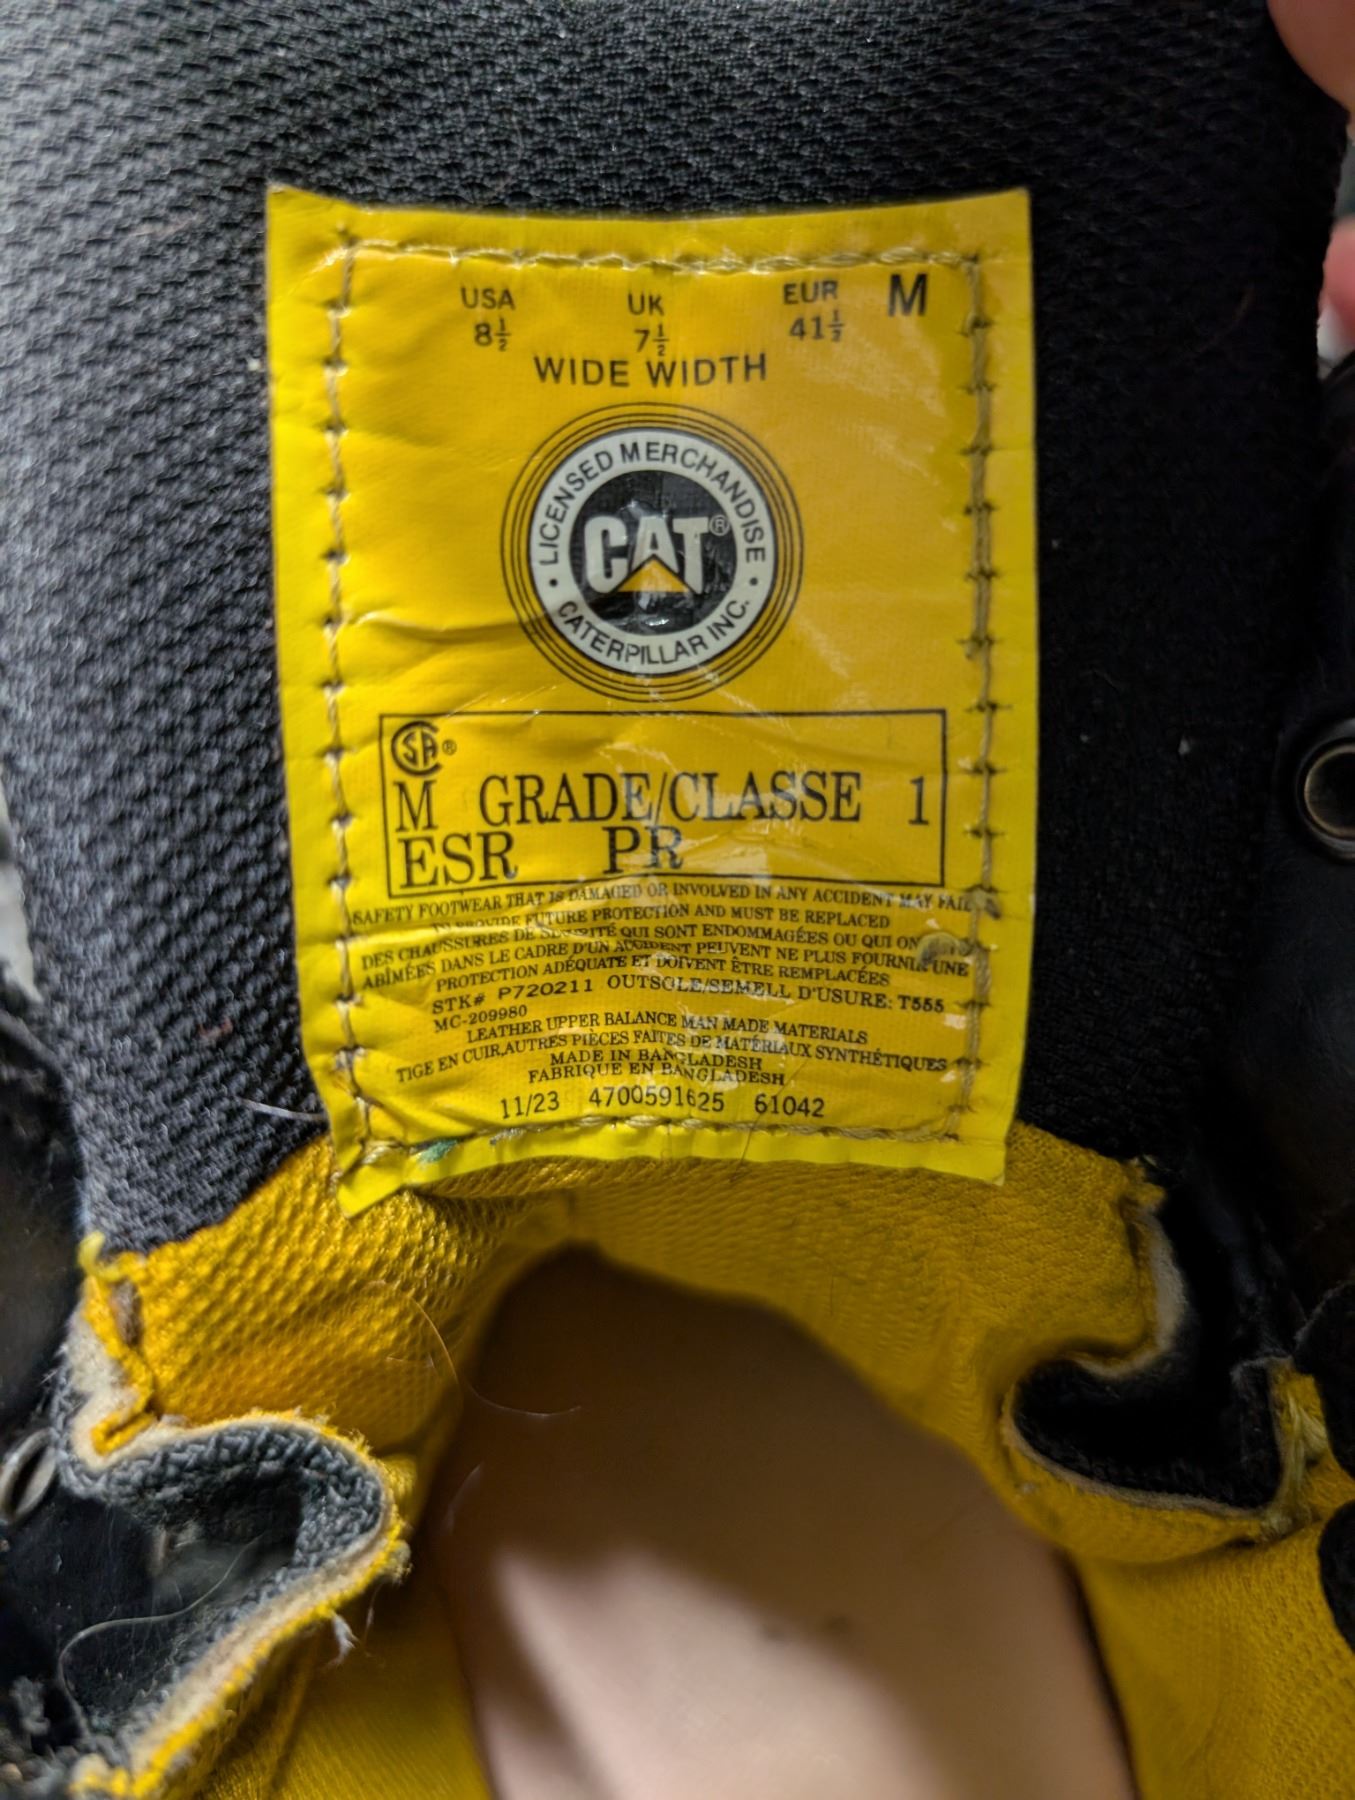 USA UK EUR M
8½ 7½ 41½
WIDE WIDTH
LICENSED MERCHANDISE
CAT®
CATERPILLAR INC.
CSA®
M GRADE/CLASSE 1
ESR PR
SAFETY FOOTWEAR THAT IS DAMAGED OR INVOLVED IN ANY ACCIDENT MAY FAIL
TO PROVIDE FUTURE PROTECTION AND MUST BE REPLACED
DES CHAUSSURES DE SÉCURITÉ QUI SONT ENDOMMAGÉES OU QUI ON
ABÎMÉES DANS LE CADRE D'UN ACCIDENT PEUVENT NE PLUS FOURNIR UNE
PROTECTION ADÉQUATE ET DOIVENT ÊTRE REMPLACÉES
STK# P720211 OUTSOLE/SEMELL D'USURE: T555
MC-209980
LEATHER UPPER BALANCE MAN MADE MATERIALS
TIGE EN CUIR,AUTRES PIÈCES FAITES DE MATÉRIAUX SYNTHÉTIQUES
MADE IN BANGLADESH
FABRIQUE EN BANGLADESH
11/23 4700591625 61042